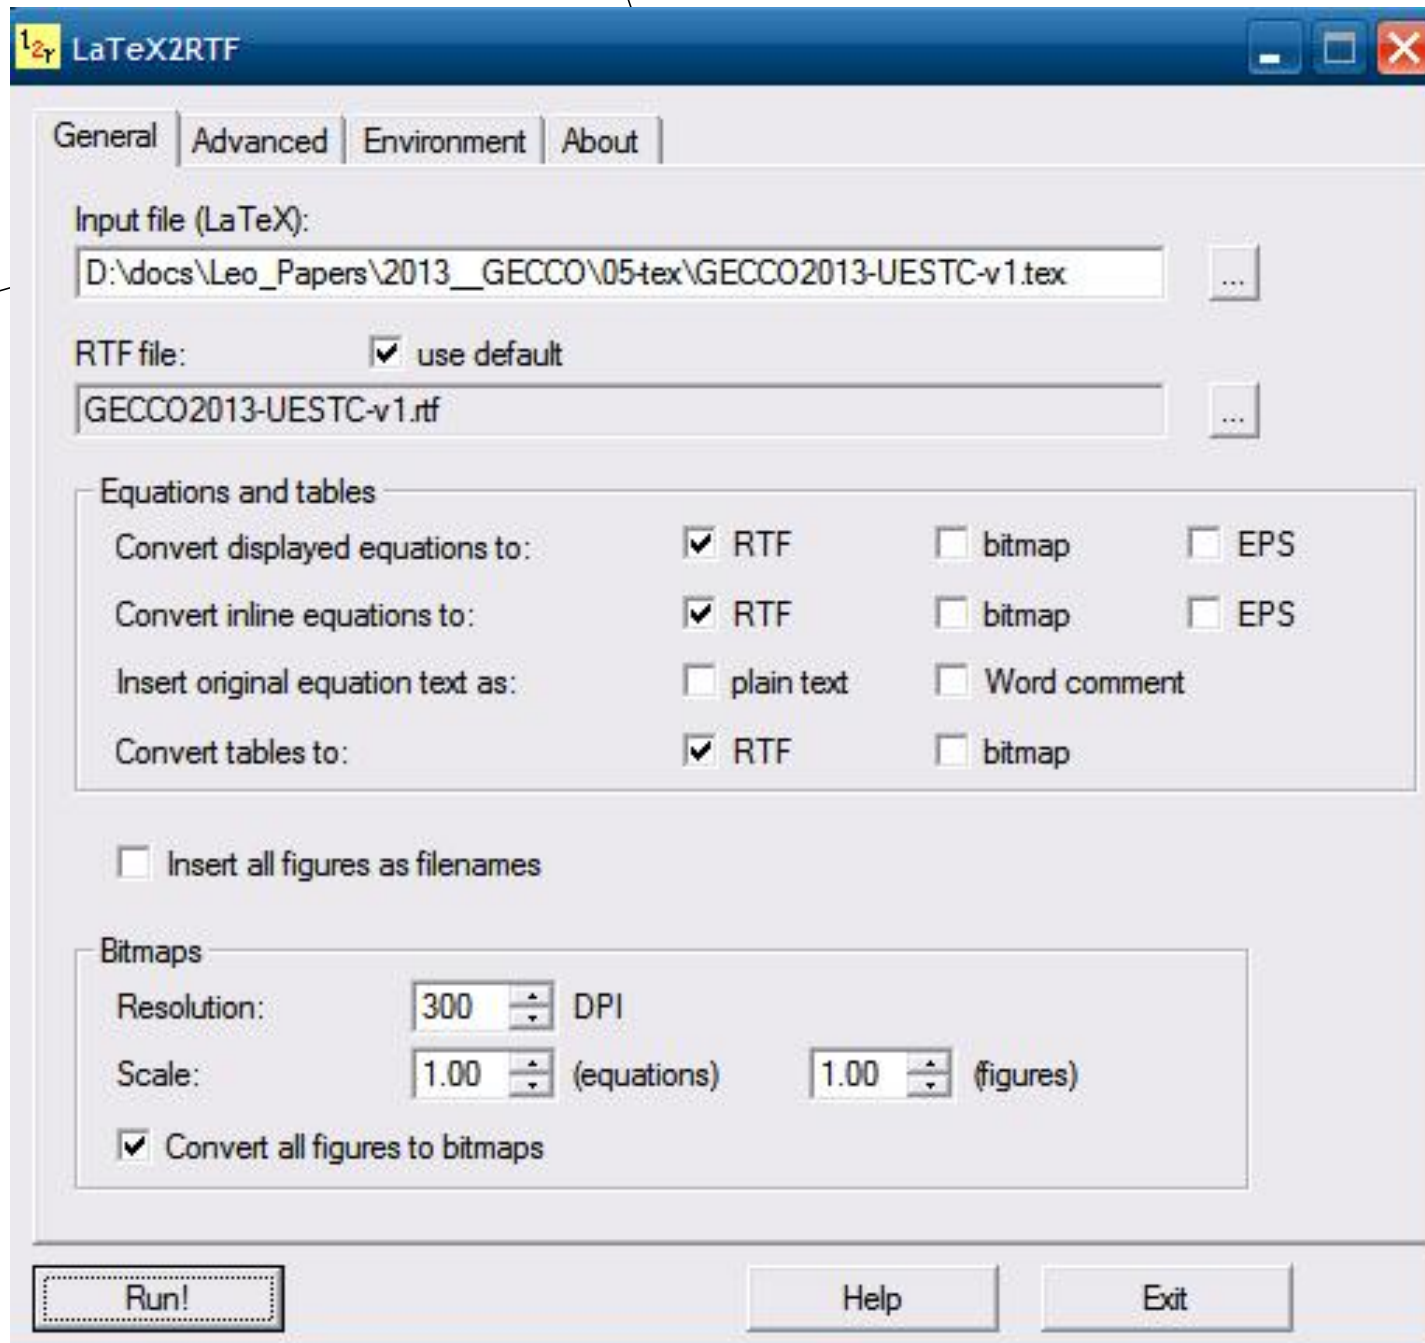 l2r LaTeX2RTF
General Advanced Environment About
Input file (LaTeX):
D:\docs\Leo_Papers\2013__GECCO\05-tex\GECCO2013-UESTC-v1.tex ...
RTF file: use default
GECCO2013-UESTC-v1.rtf ...
Equations and tables
Convert displayed equations to: RTF bitmap EPS
Convert inline equations to: RTF bitmap EPS
Insert original equation text as: plain text Word comment
Convert tables to: RTF bitmap
Insert all figures as filenames
Bitmaps
Resolution: 300 DPI
Scale: 1.00 (equations) 1.00 (figures)
Convert all figures to bitmaps
Run! Help Exit